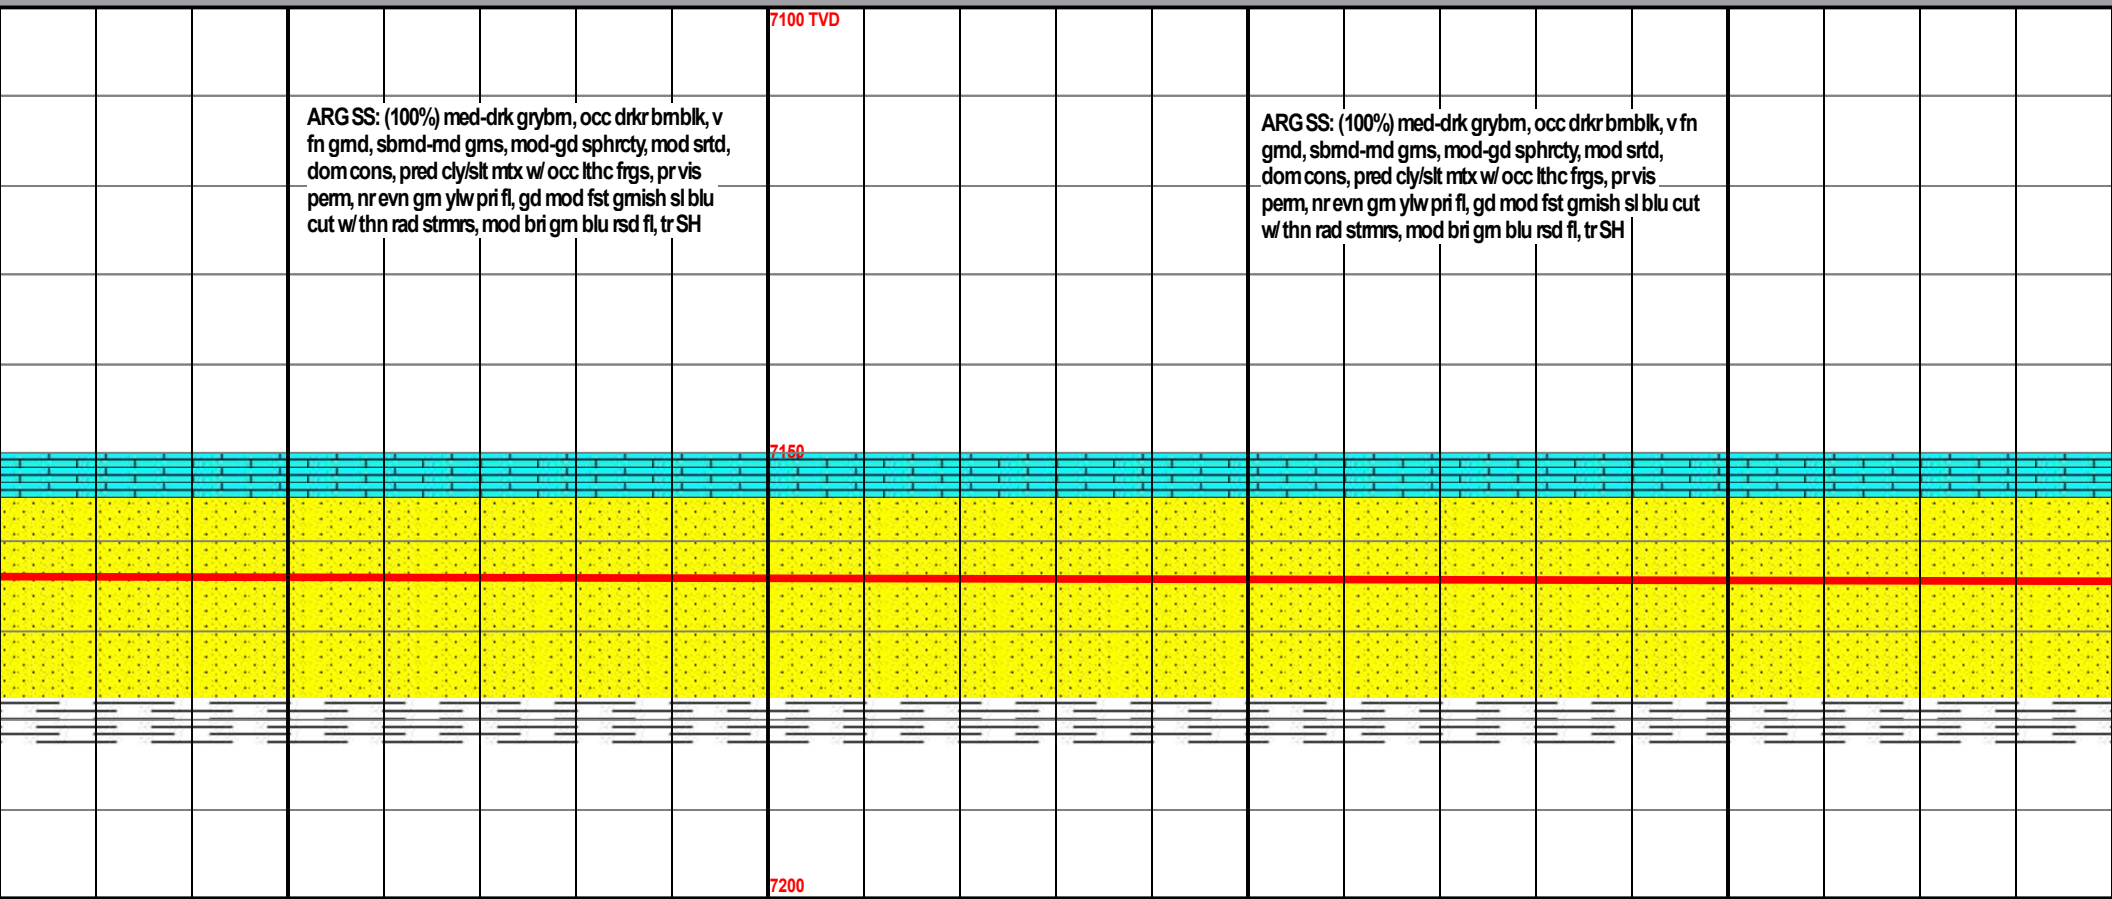 7100 TVD
ARG SS: (100%) med-drk grybrn, occ drkr brnblk, v
fn grnd, sbrnd-rnd grns, mod-gd sphrcty, mod srtd,
dom cons, pred cly/slt mtx w/ occ lthc frgs, pr vis
perm, nr evn grn ylw pri fl, gd mod fst grnish sl blu
cut w/ thn rad strmrs, mod bri grn blu rsd fl, tr SH
ARG SS: (100%) med-drk grybrn, occ drkr brnblk, v fn
grnd, sbrnd-rnd grns, mod-gd sphrcty, mod srtd,
dom cons, pred cly/slt mtx w/ occ lthc frgs, pr vis
perm, nr evn grn ylw pri fl, gd mod fst grnish sl blu cut
w/ thn rad strmrs, mod bri grn blu rsd fl, tr SH
7150
7200